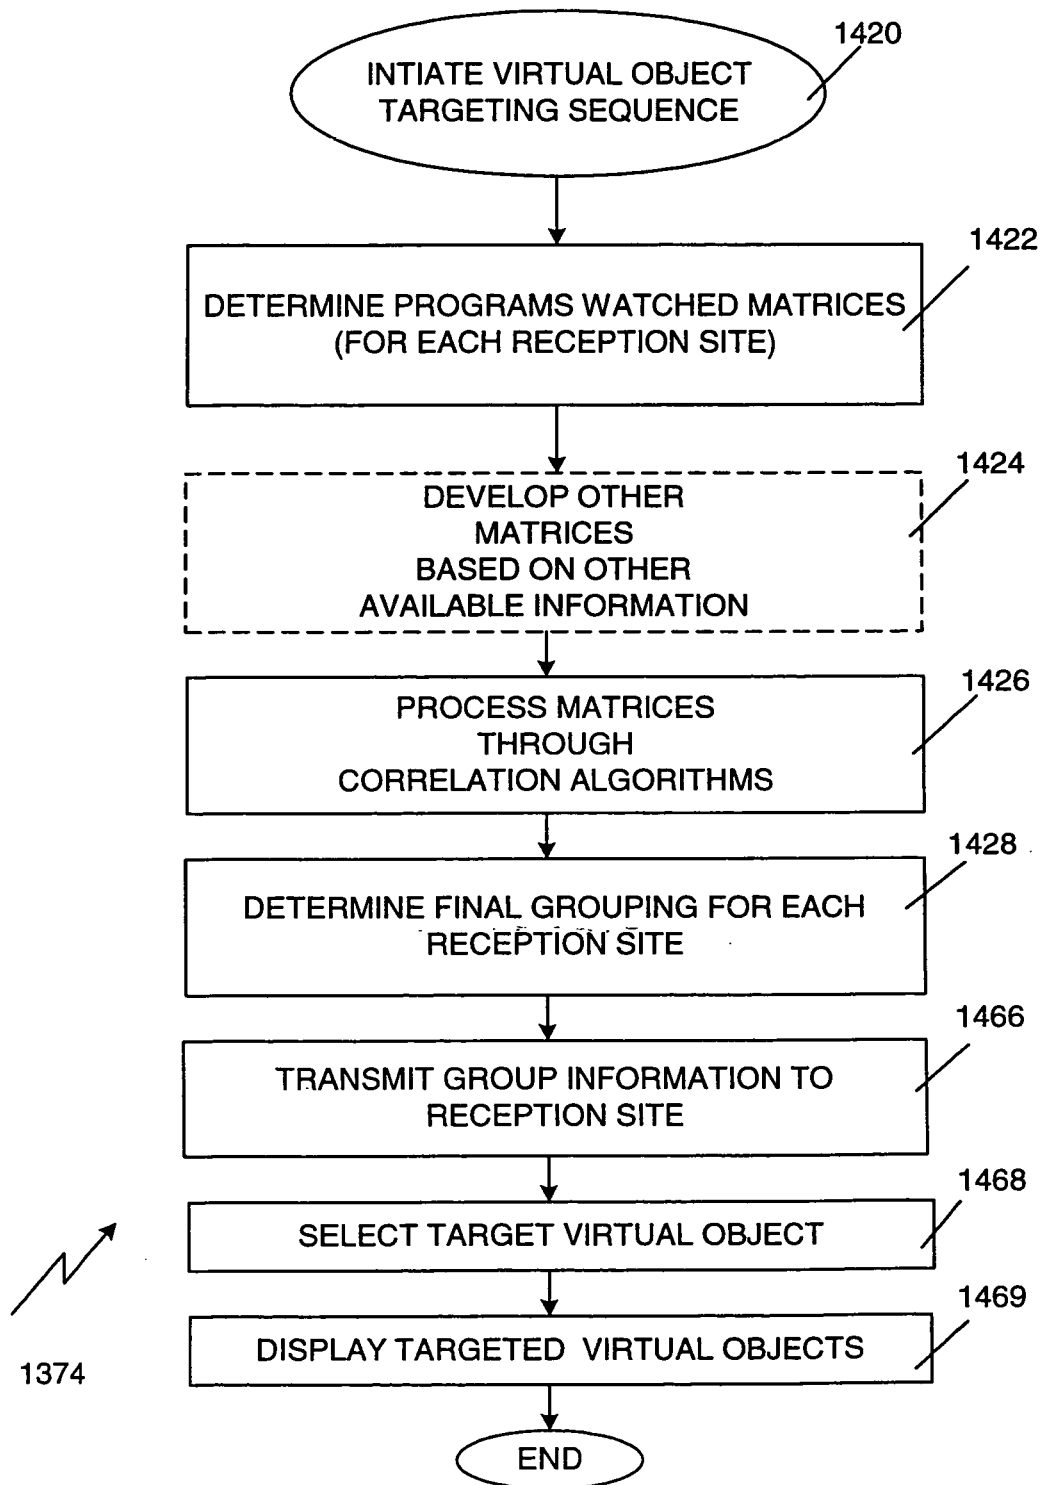 1420
INTIATE VIRTUAL OBJECT
TARGETING SEQUENCE
1422
DETERMINE PROGRAMS WATCHED MATRICES
(FOR EACH RECEPTION SITE)
1424
DEVELOP OTHER
MATRICES
BASED ON OTHER
AVAILABLE INFORMATION
1426
PROCESS MATRICES
THROUGH
CORRELATION ALGORITHMS
1428
DETERMINE FINAL GROUPING FOR EACH
RECEPTION SITE
1466
TRANSMIT GROUP INFORMATION TO
RECEPTION SITE
1468
SELECT TARGET VIRTUAL OBJECT
1469
DISPLAY TARGETED VIRTUAL OBJECTS
1374
END